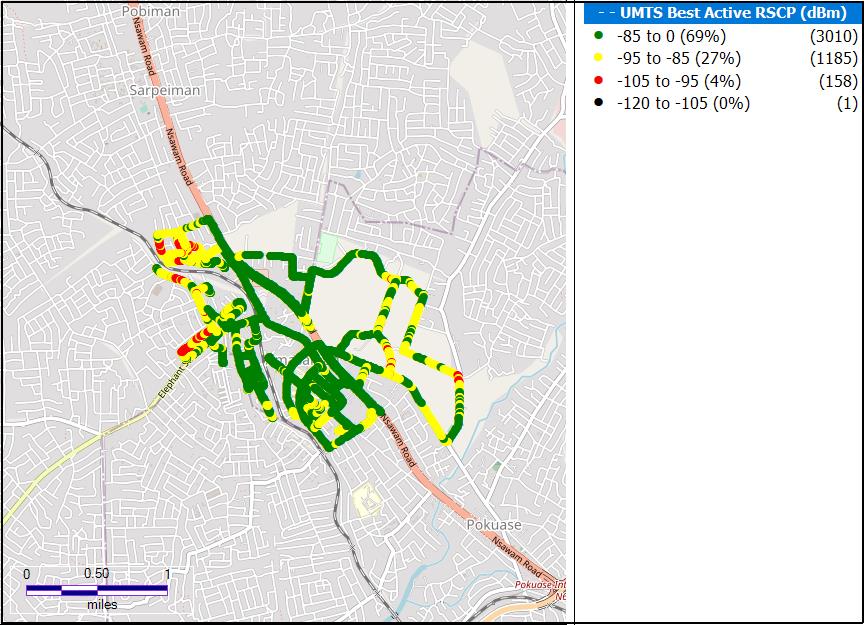 Pobiman
Nsawam Road
Sarpeiman
Nsawam Road
Elephant
Nsawam Road
Pokuase
Nsawam Road
Pokuase Int
0 0.50 1
miles
- - UMTS Best Active RSCP (dBm)
-85 to 0 (69%) (3010)
-95 to -85 (27%) (1185)
-105 to -95 (4%) (158)
-120 to -105 (0%) (1)